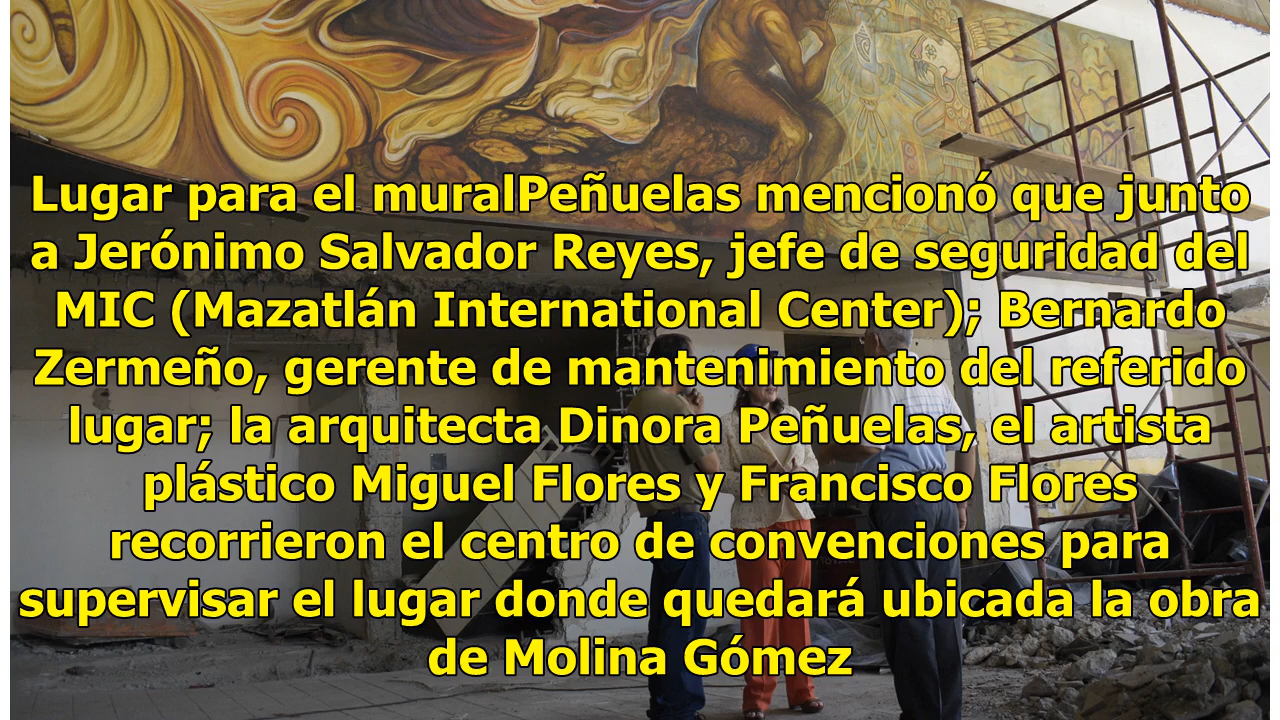 Lugar para el muralPeñuelas mencionó que junto
a Jerónimo Salvador Reyes, jefe de seguridad del
MIC (Mazatlán International Center); Bernardo
Zermeño, gerente de mantenimiento del referido
lugar; la arquitecta Dinora Peñuelas, el artista
plástico Miguel Flores y Francisco Flores
recorrieron el centro de convenciones para
supervisar el lugar donde quedará ubicada la obra
de Molina Gómez